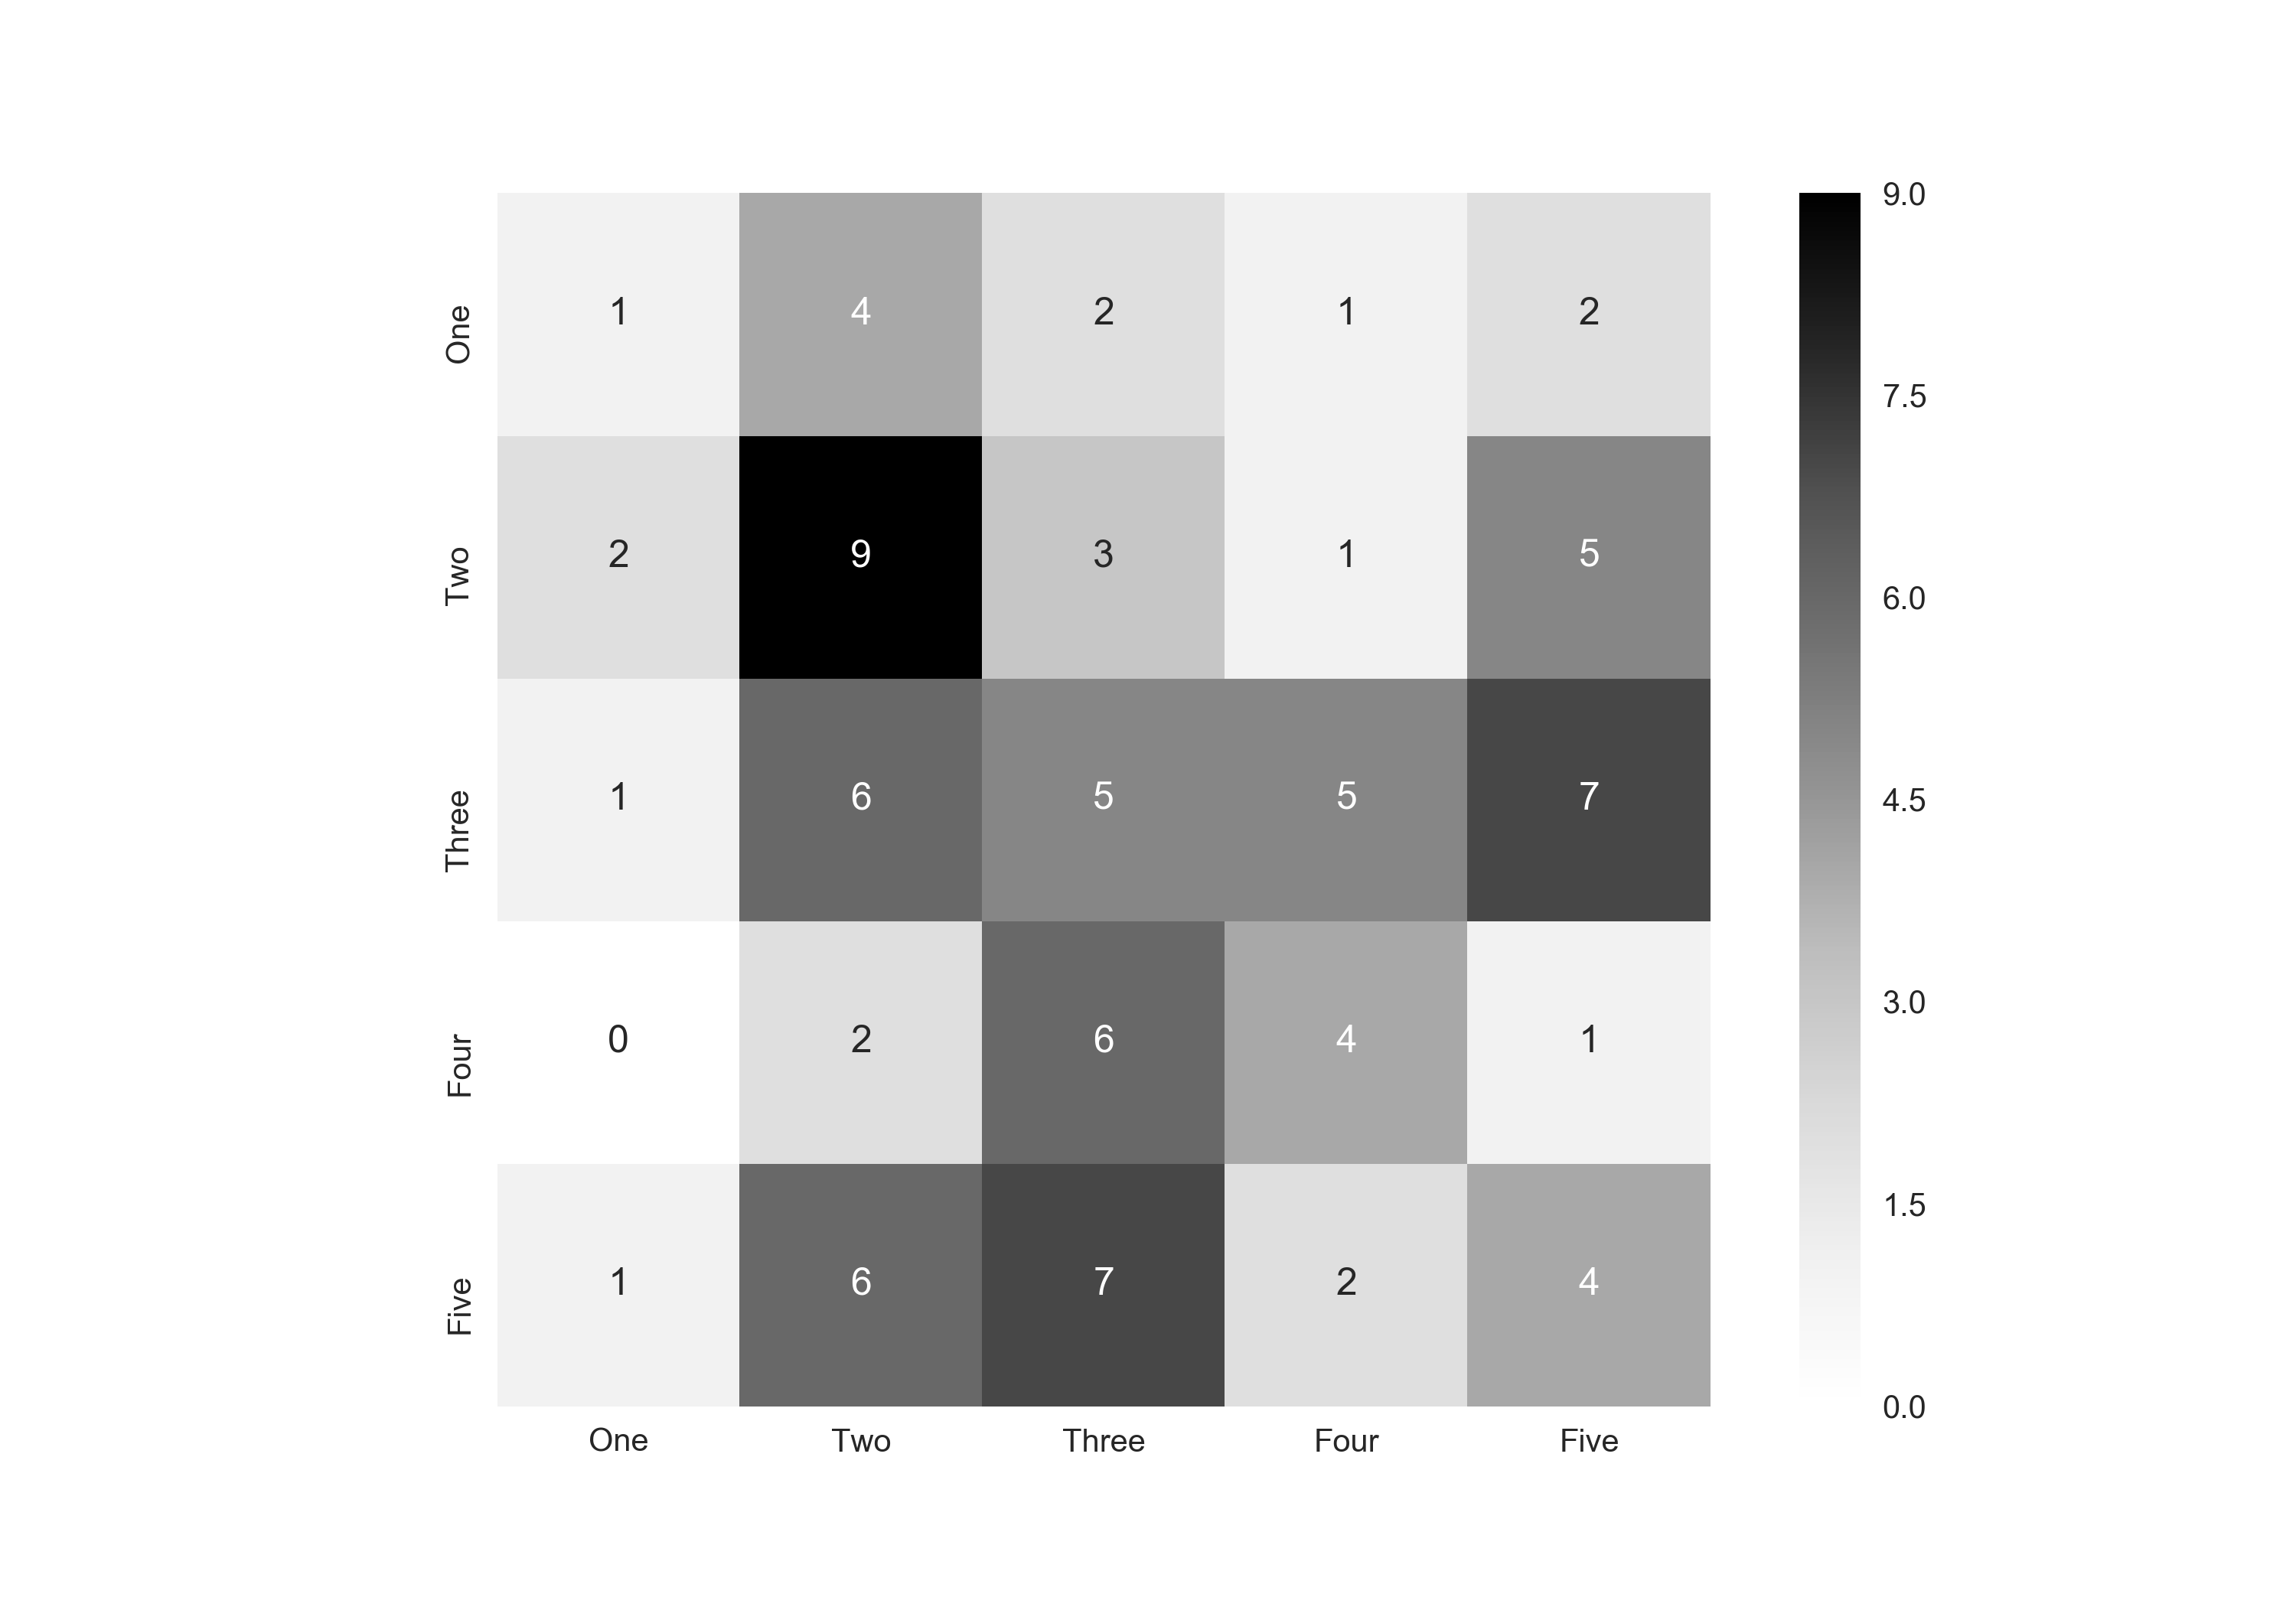 9.0
One 1 4 2 1 2
7.5
Two 2 9 3 1 5
6.0
Three 1 6 5 5 7
4.5
Four 0 2 6 4 1
3.0
Five 1 6 7 2 4
1.5
0.0
One Two Three Four Five